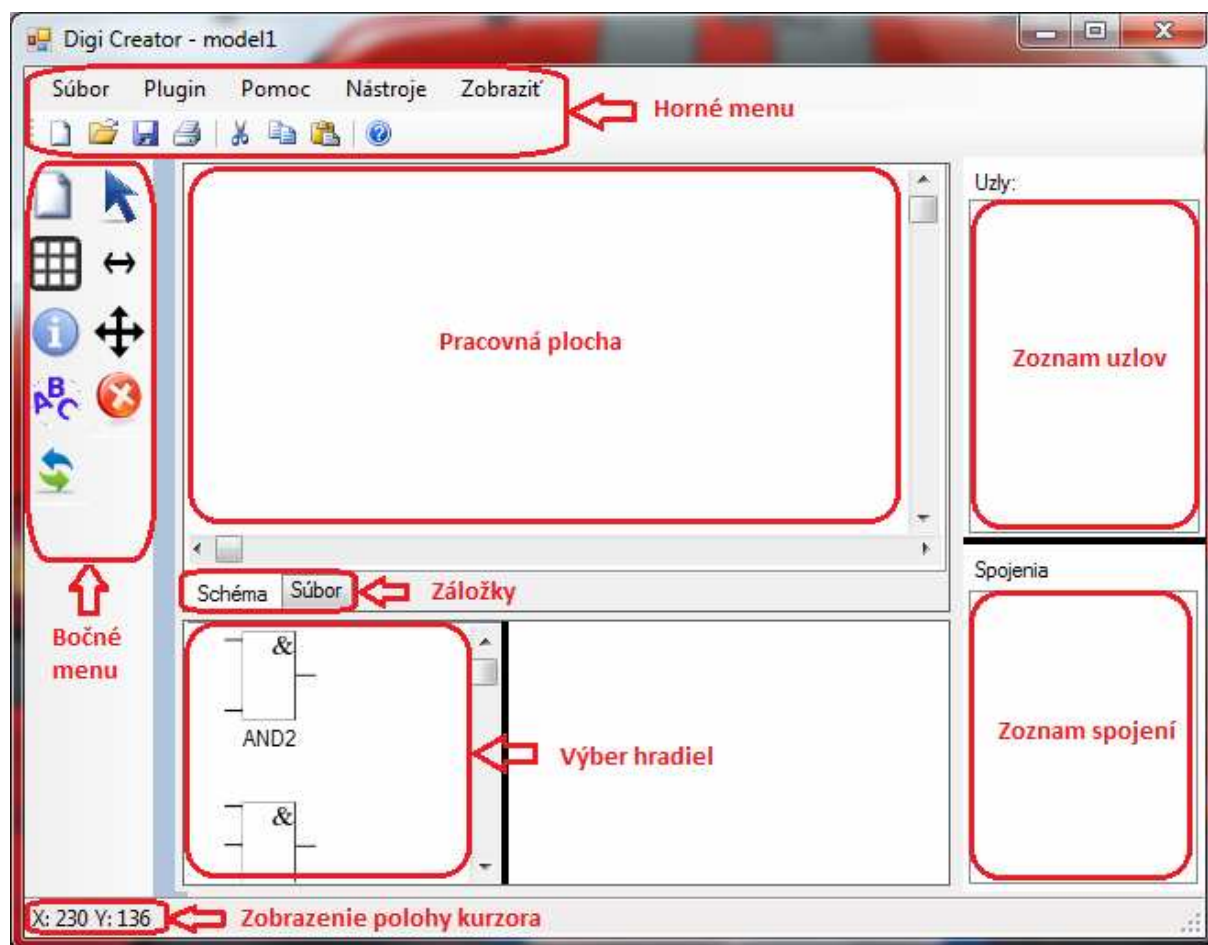 Digi Creator - model1
Súbor Plugin Pomoc Nástroje Zobraziť
Horné menu
Uzly:
Pracovná plocha
Zoznam uzlov
ABC
Schéma Súbor
Záložky
Spojenia
Bočné
menu
&
AND2
Výber hradiel
Zoznam spojení
&
X: 230 Y: 136
Zobrazenie polohy kurzora